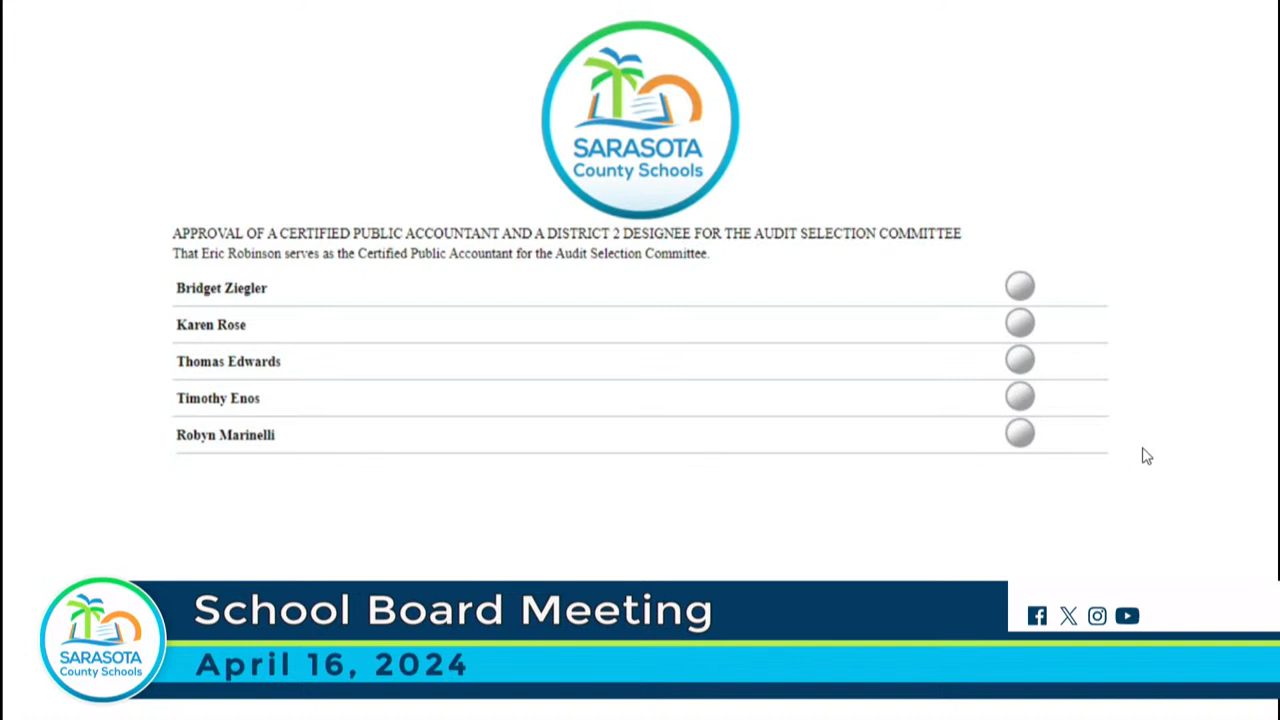 SARASOTA
County Schools
APPROVAL OF A CERTIFIED PUBLIC ACCOUNTANT AND A DISTRICT 2 DESIGNEE FOR THE AUDIT SELECTION COMMITTEE
That Eric Robinson serves as the Certified Public Accountant for the Audit Selection Committee.
Bridget Ziegler
Karen Rose
Thomas Edwards
Timothy Enos
Robyn Marinelli
School Board Meeting
April 16, 2024
SARASOTA
County Schools